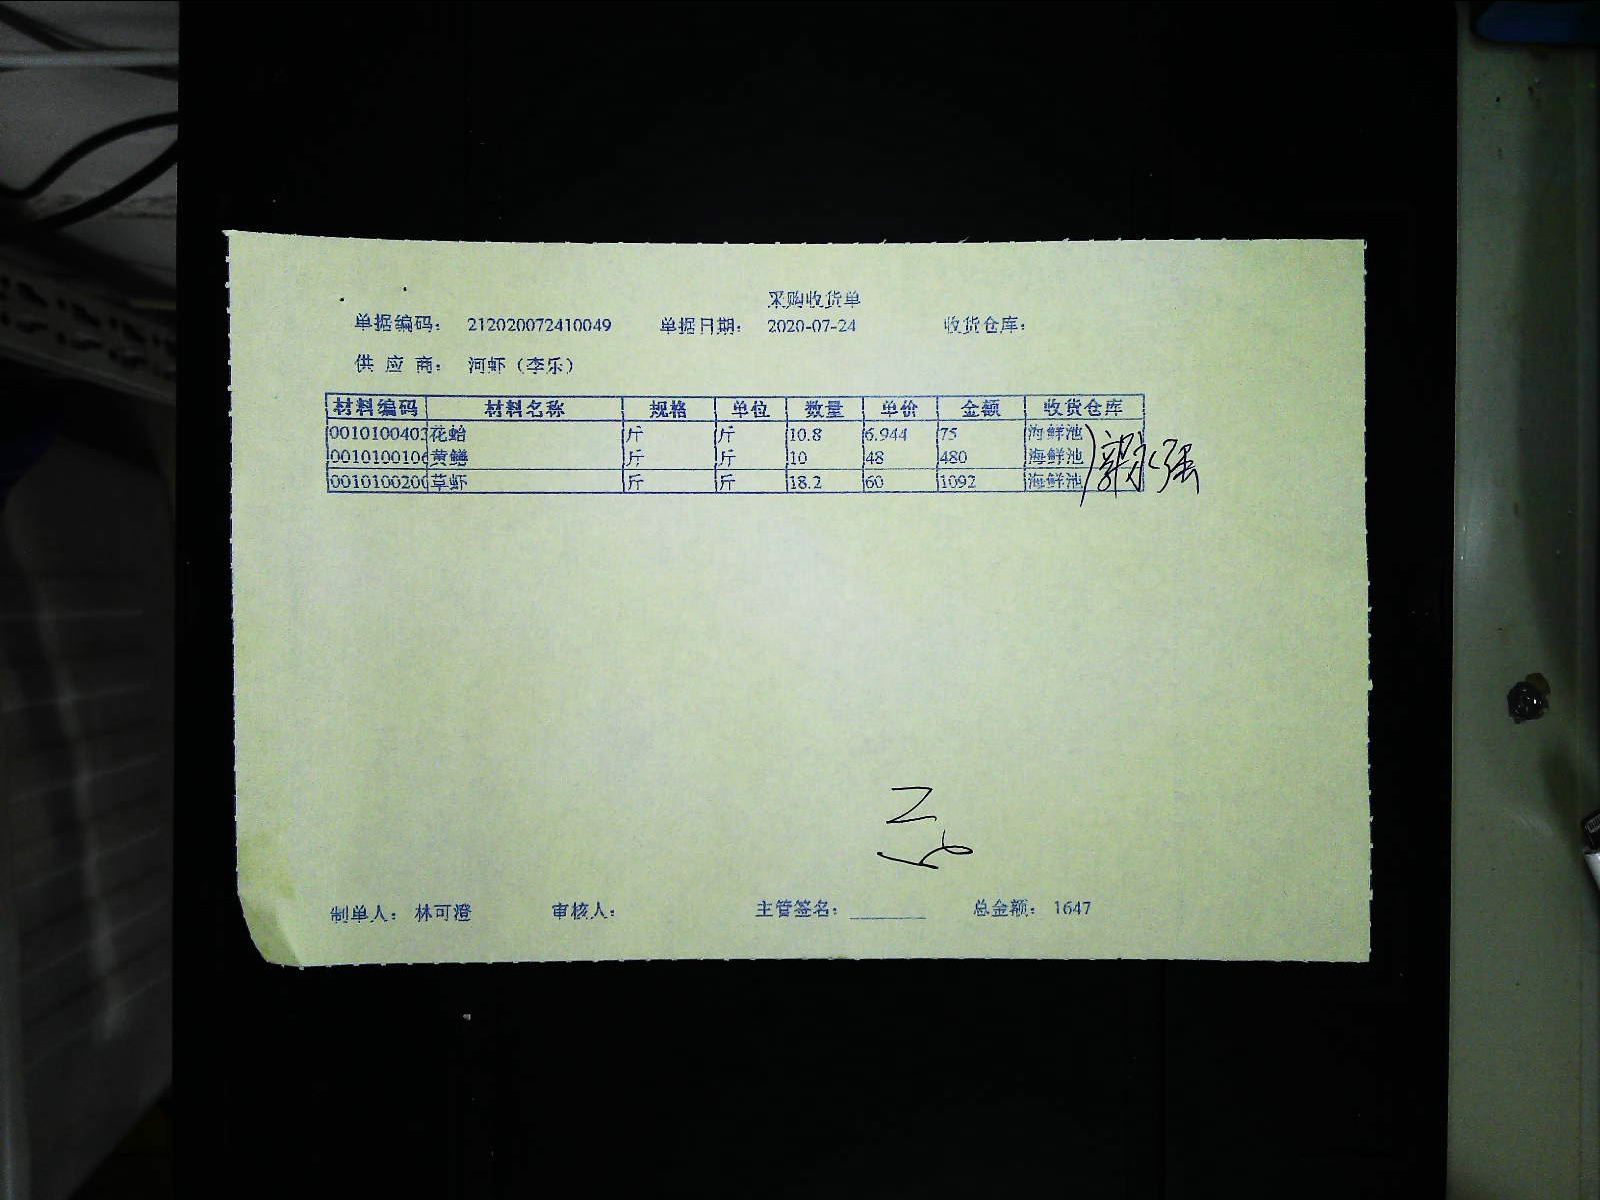 采购收货单
单据编码： 212020072410049 单据日期： 2020-07-24 收货仓库：
供 应 商： 河虾（李乐）
材料编码 材料名称 规格 单位 数量 单价 金额 收货仓库
0010100403 花蛤 斤 斤 10.8 6.944 75 海鲜池
0010100106 黄鳝 斤 斤 10 48 480 海鲜池
0010100200 草虾 斤 斤 18.2 60 1092 海鲜池
制单人： 林可澄 审核人： 主管签名： 总金额： 1647